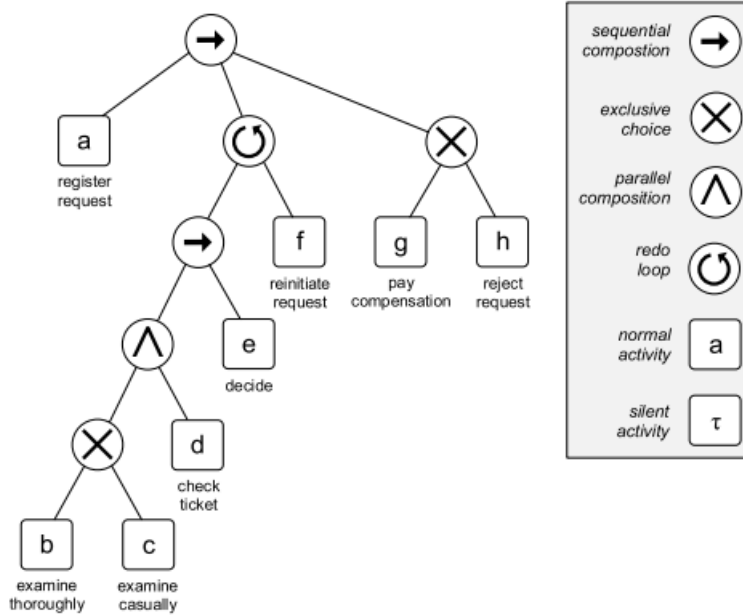 a
register
request
f
reinitiate
request
g
pay
compensation
h
reject
request
e
decide
d
check
ticket
b
examine
thoroughly
c
examine
casually
sequential
compostion
exclusive
choice
parallel
composition
redo
loop
normal
activity
a
silent
activity
τ